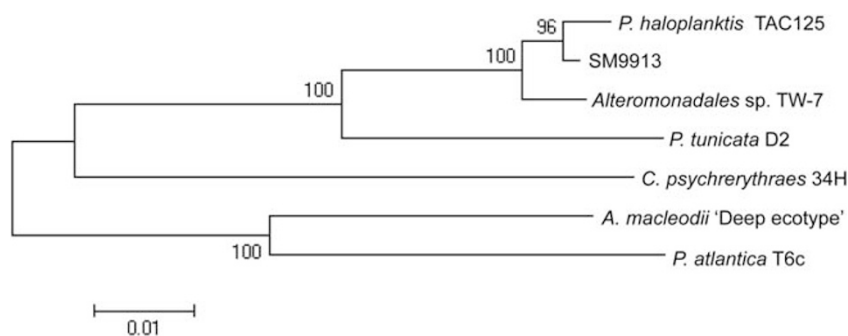 96
P. haloplanktis TAC125
100
SM9913
100
Alteromonadales sp. TW-7
P. tunicata D2
C. psychrerythraes 34H
A. macleodii ‘Deep ecotype’
100
P. atlantica T6c
0.01